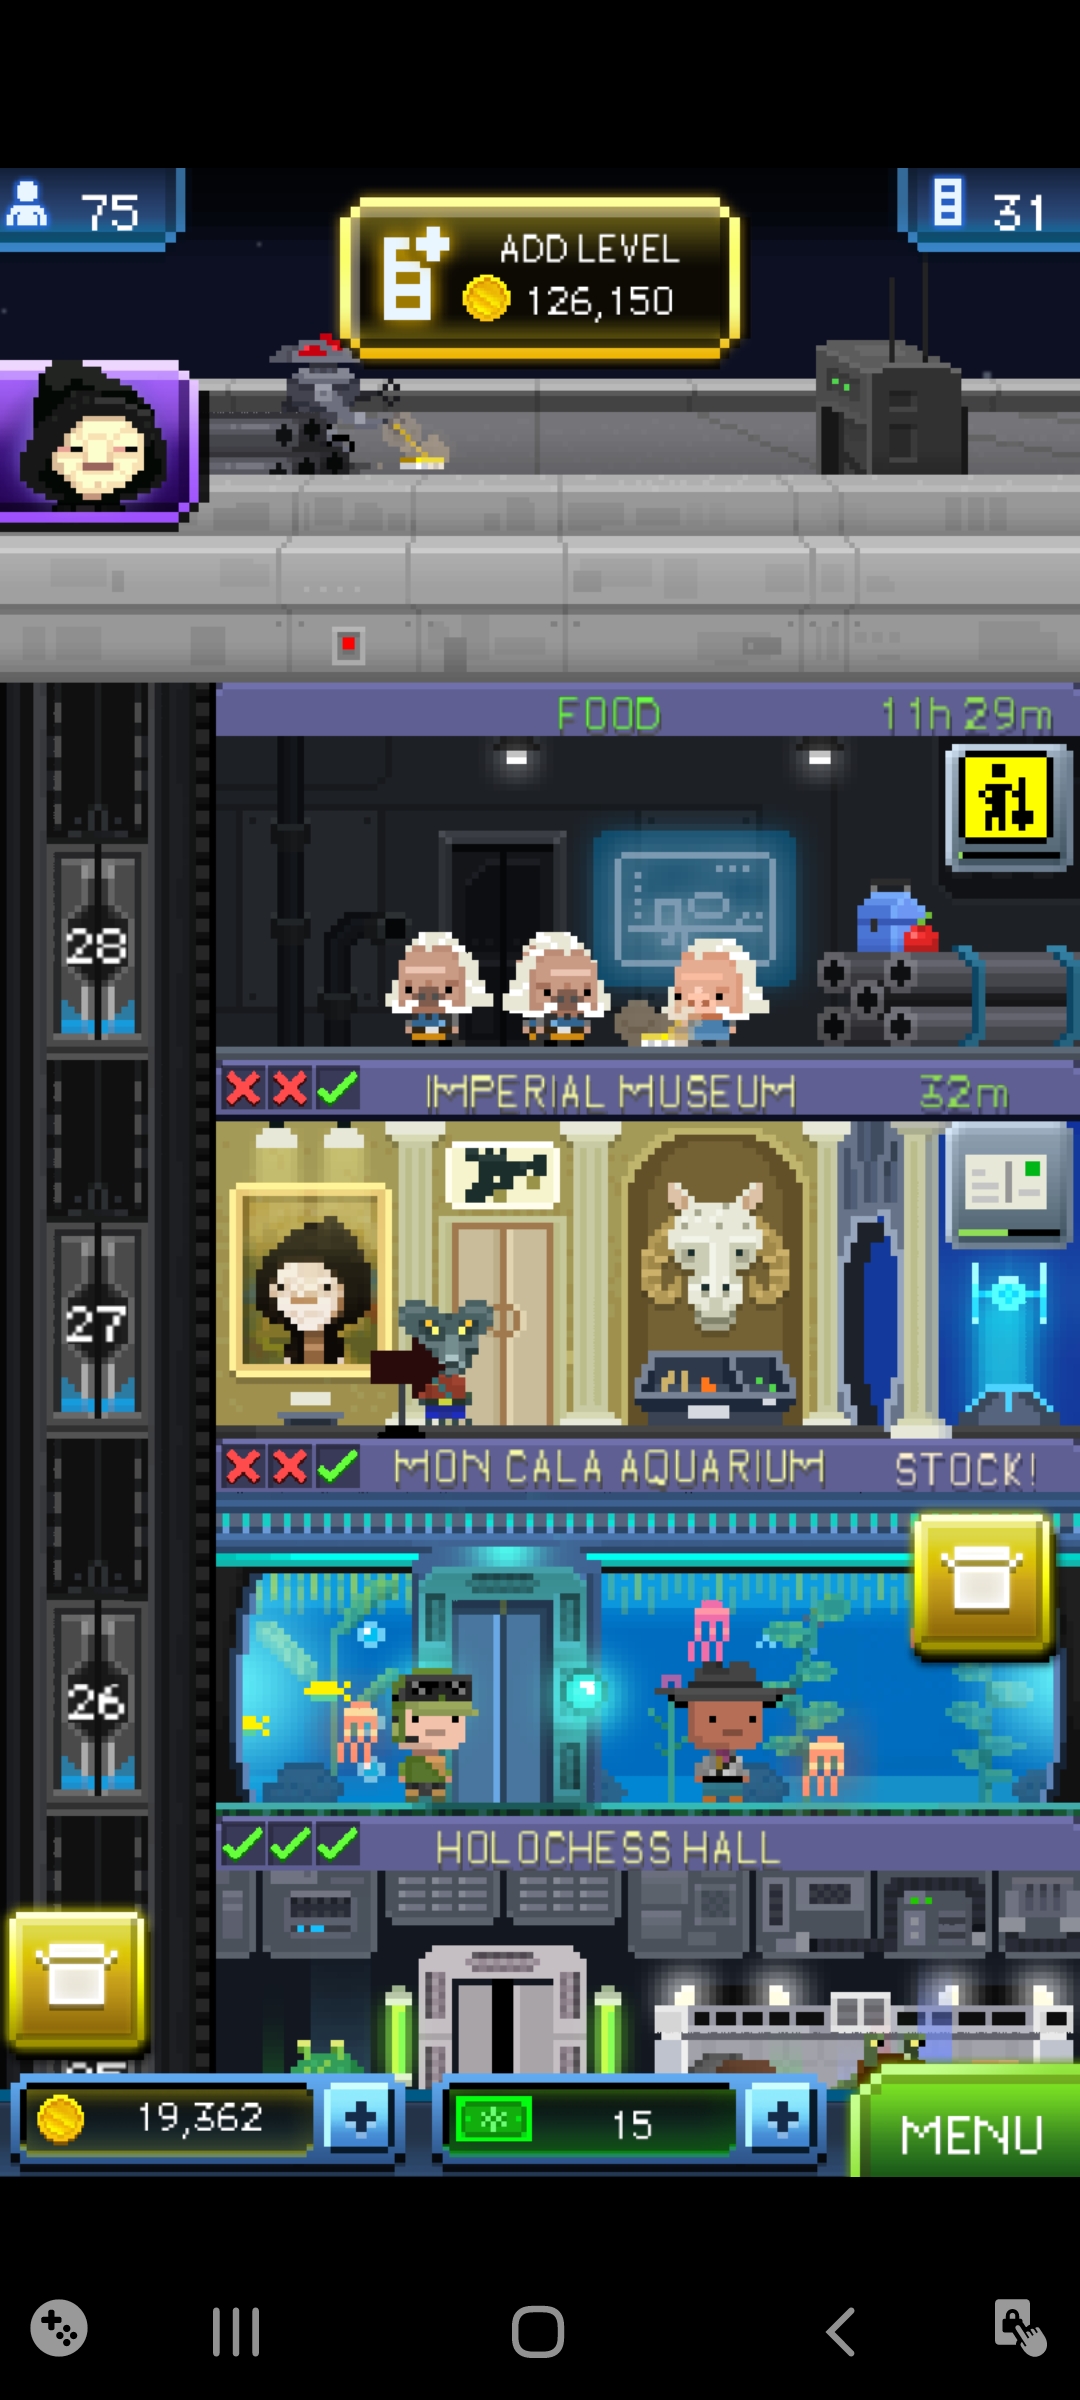 75
ADD LEVEL
126,150
31
FOOD
11h 29m
28
IMPERIAL MUSEUM
32m
27
MON CALA AQUARIUM
STOCK!
26
HOLOCHESS HALL
19,362
15
MENU